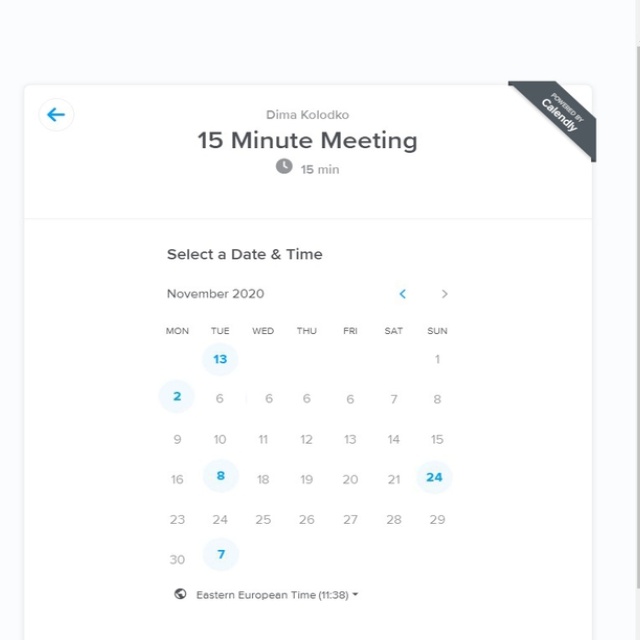 POWERED BY
Calendly
Dima Kolodko
15 Minute Meeting
15 min
Select a Date & Time
November 2020
MON TUE WED THU FRI SAT SUN
13 1
2 6 6 6 6 7 8
9 10 11 12 13 14 15
16 8 18 19 20 21 24
23 24 25 26 27 28 29
30 7
Eastern European Time (11:38)